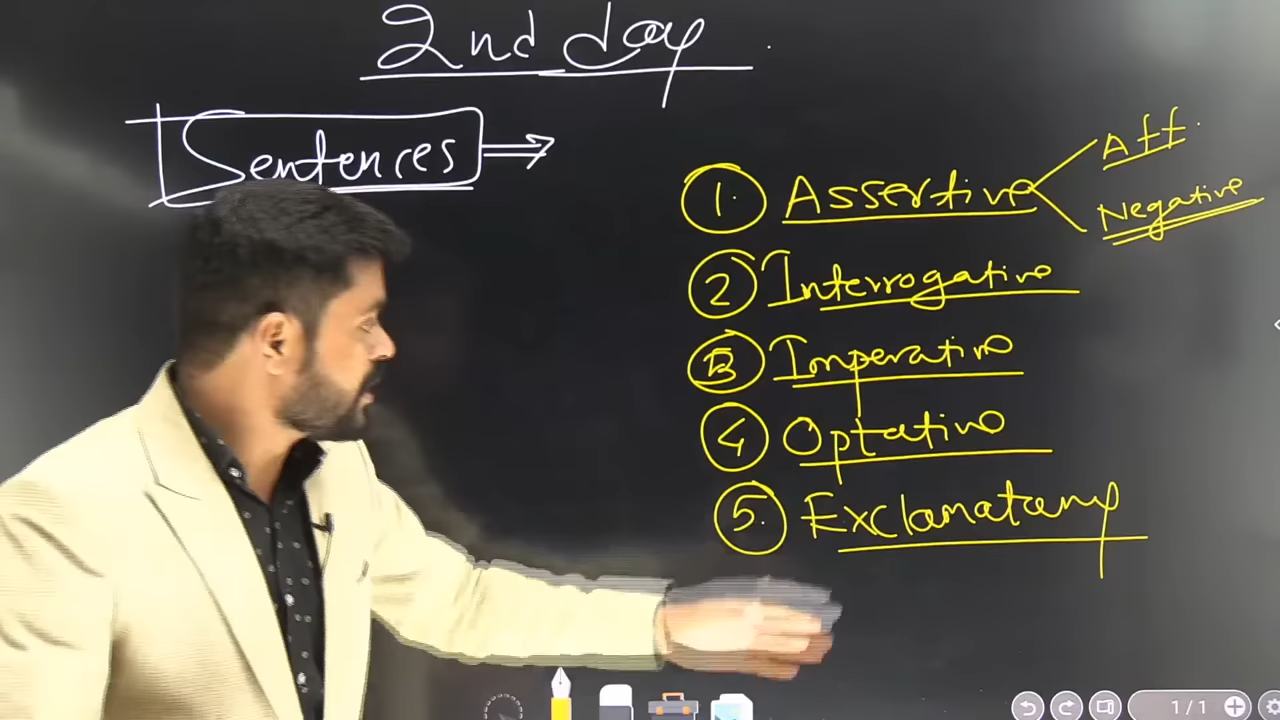 2nd day
Sentences
1. Assertive
Aff.
Negative
2 Interrogative
3 Imperative
4 Optative
5. Exclamatory
1/1